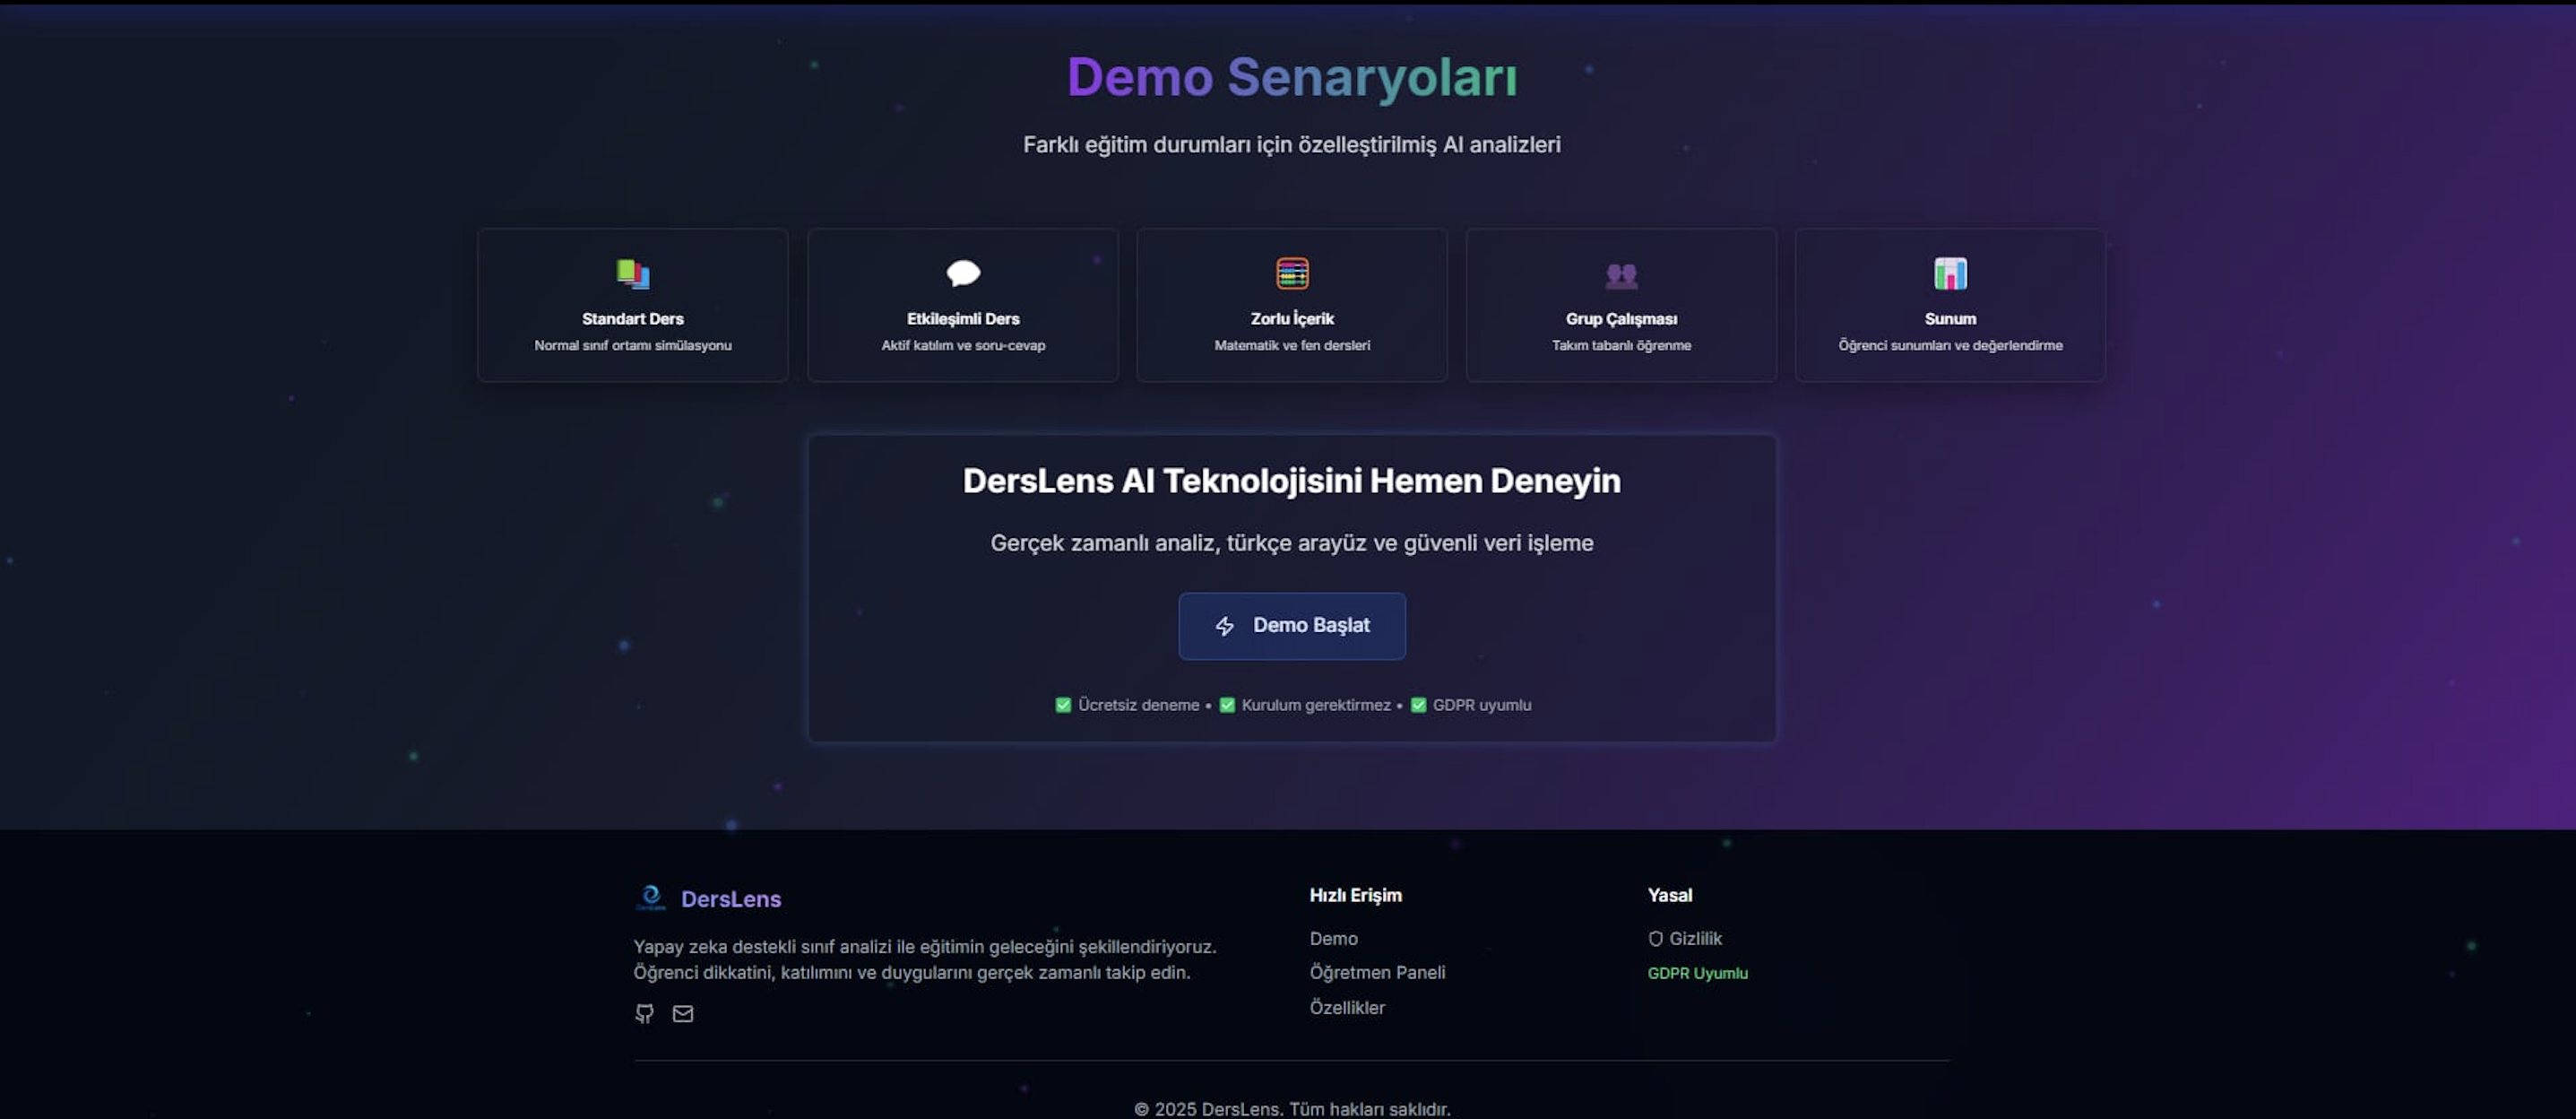 Demo Senaryoları
Farklı eğitim durumları için özelleştirilmiş AI analizleri
Standart Ders
Normal sınıf ortamı simülasyonu
Etkileşimli Ders
Aktif katılım ve soru-cevap
Zorlu İçerik
Matematik ve fen dersleri
Grup Çalışması
Takım tabanlı öğrenme
Sunum
Öğrenci sunumları ve değerlendirme
DersLens AI Teknolojisini Hemen Deneyin
Gerçek zamanlı analiz, türkçe arayüz ve güvenli veri işleme
Demo Başlat
✅ Ücretsiz deneme • ✅ Kurulum gerektirmez • ✅ GDPR uyumlu
DersLens
Yapay zeka destekli sınıf analizi ile eğitimin geleceğini şekillendiriyoruz.
Öğrenci dikkatini, katılımını ve duygularını gerçek zamanlı takip edin.
Hızlı Erişim
Demo
Öğretmen Paneli
Özellikler
Yasal
Gizlilik
GDPR Uyumlu
© 2025 DersLens. Tüm hakları saklıdır.